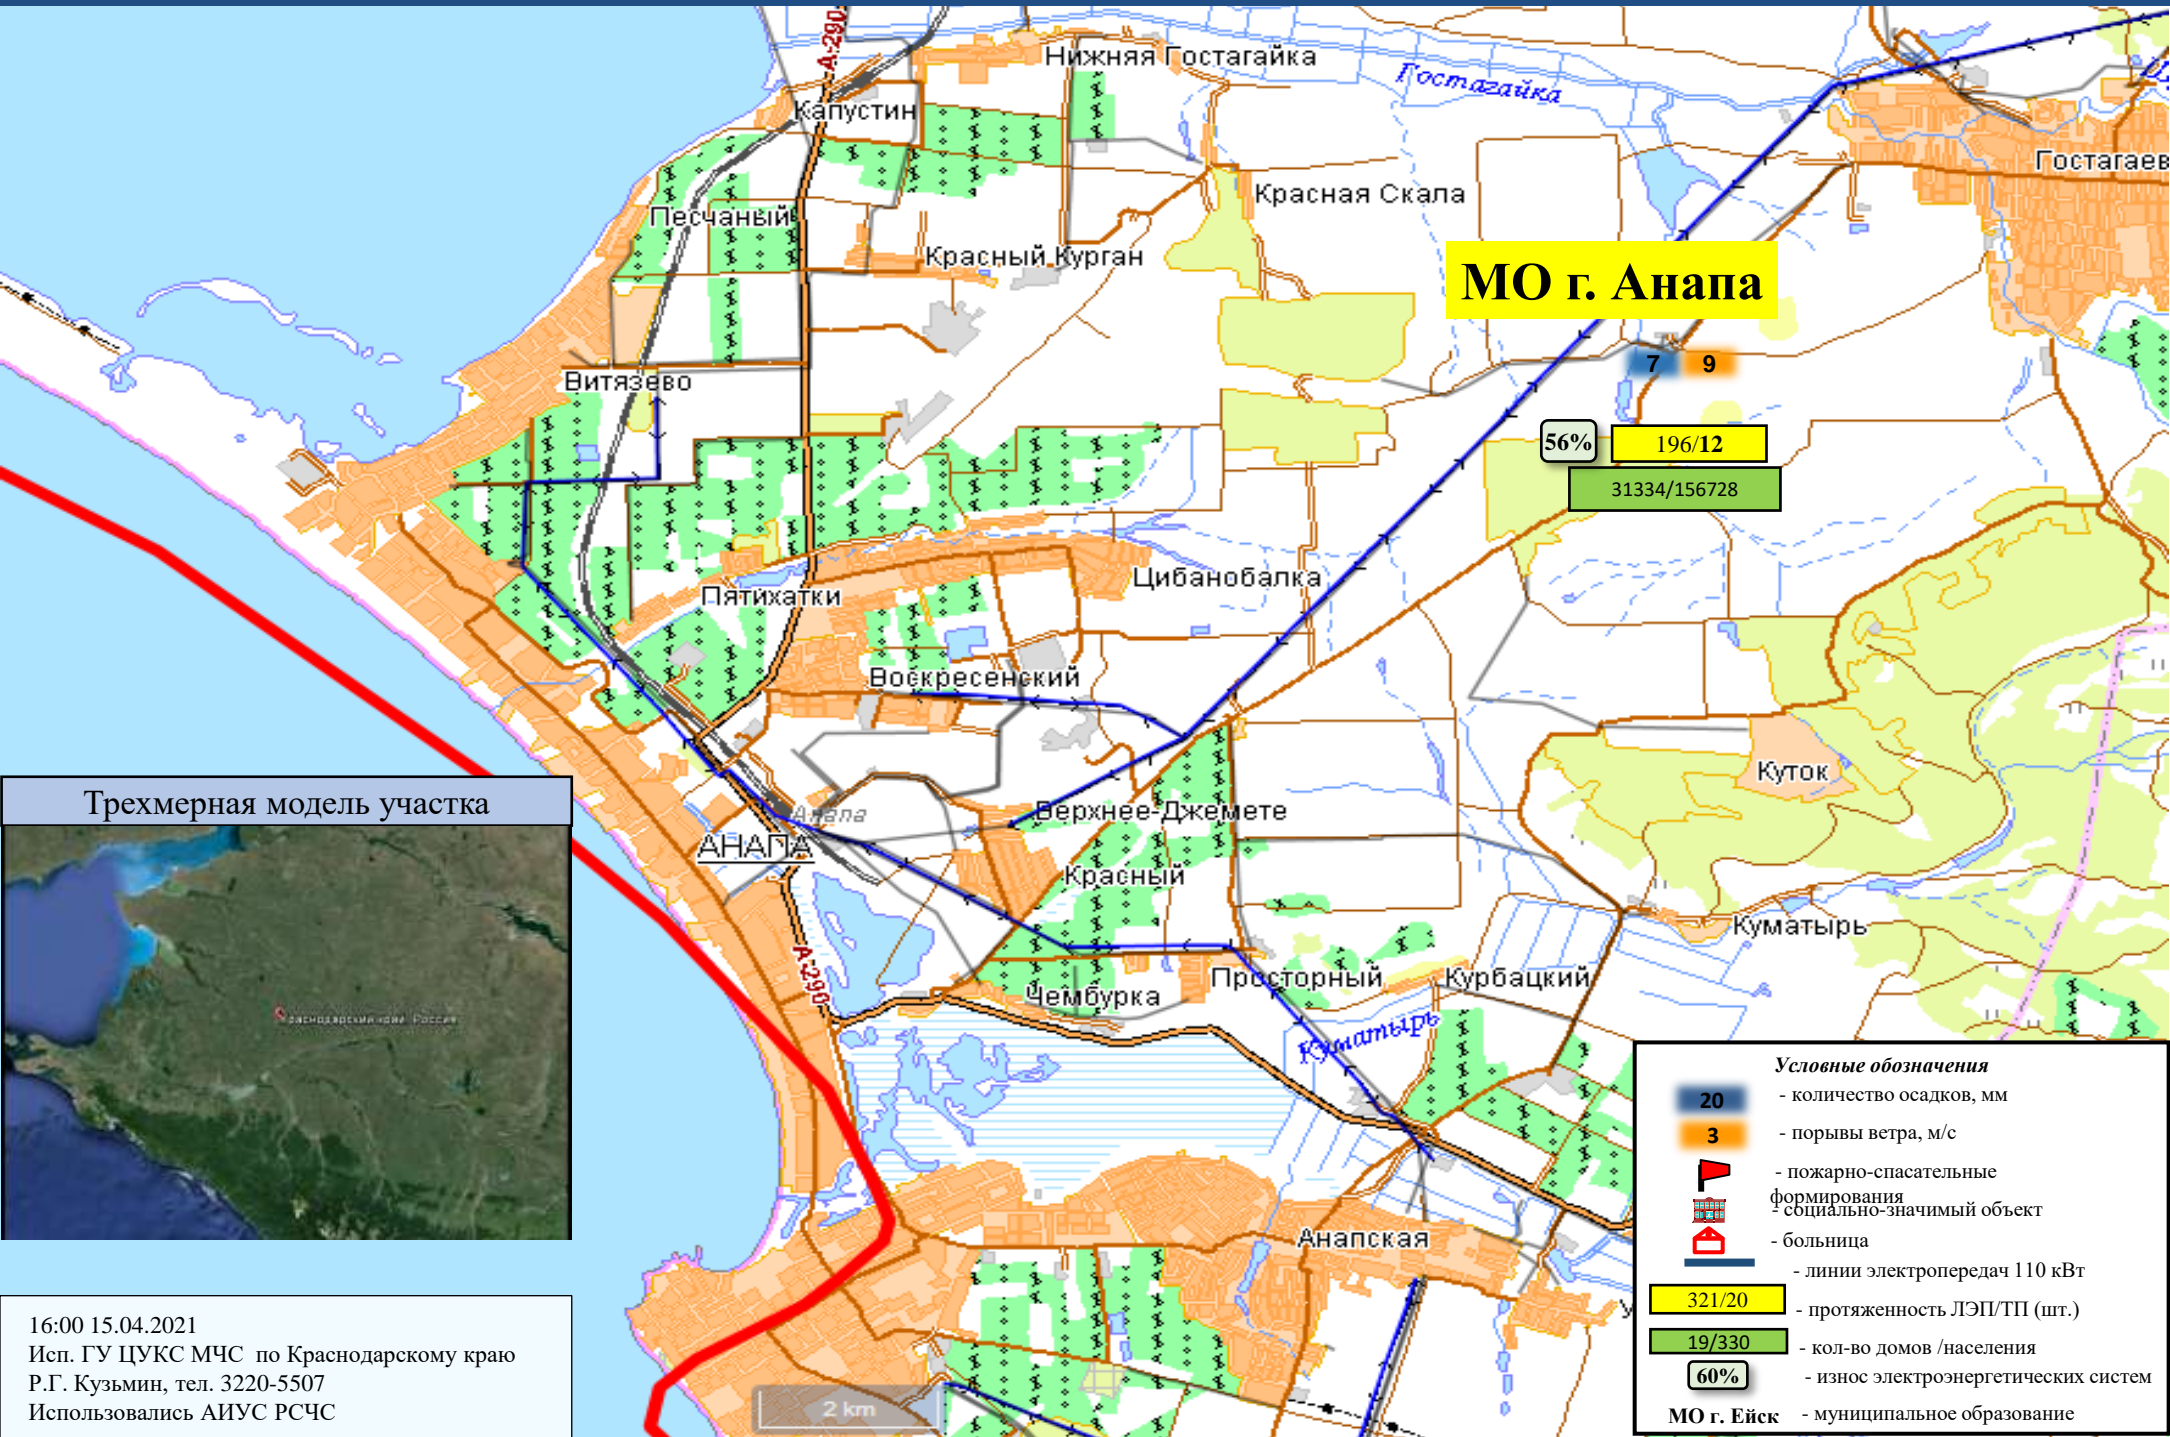 А-290
Нижняя Гостагайка
Гостагайка
Капустин
Гостагаев
Красная Скала
Песчаный
Красный Курган
МО г. Анапа
7 9
Витязево
56% 196/12
31334/156728
Цибанобалка
Пятихатки
Воскресенский
Куток
Трехмерная модель участка
Анапа
Верхнее-Джемете
АНАПА
Красный
Куматырь
А-290
Просторный
Курбацкий
Чембурка
Куматырь
Краснодарский край, Россия
Условные обозначения
20 - количество осадков, мм
3 - порывы ветра, м/с
- пожарно-спасательные
формирования
- социально-значимый объект
- больница
- линии электропередач 110 кВт
321/20 - протяженность ЛЭП/ТП (шт.)
19/330 - кол-во домов /населения
60% - износ электроэнергетических систем
МО г. Ейск - муниципальное образование
Анапская
16:00 15.04.2021
Исп. ГУ ЦУКС МЧС по Краснодарскому краю
Р.Г. Кузьмин, тел. 3220-5507
Использовались АИУС РСЧС
2 km